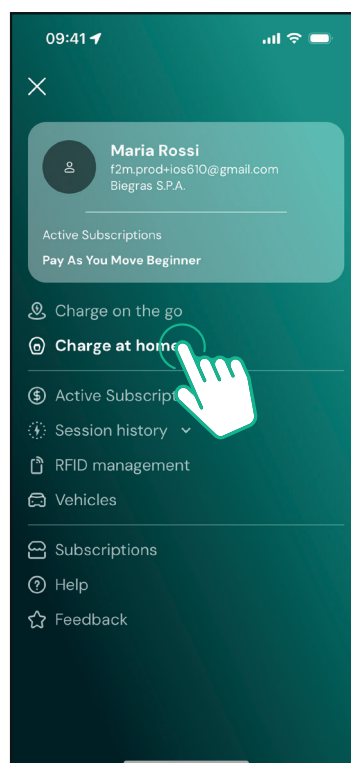 09:41
Maria Rossi
f2m.prod+ios610@gmail.com
Biegras S.P.A.
Active Subscriptions
Pay As You Move Beginner
Charge on the go
Charge at home
Active
Session history
RFID management
Vehicles
Subscriptions
Help
Feedback